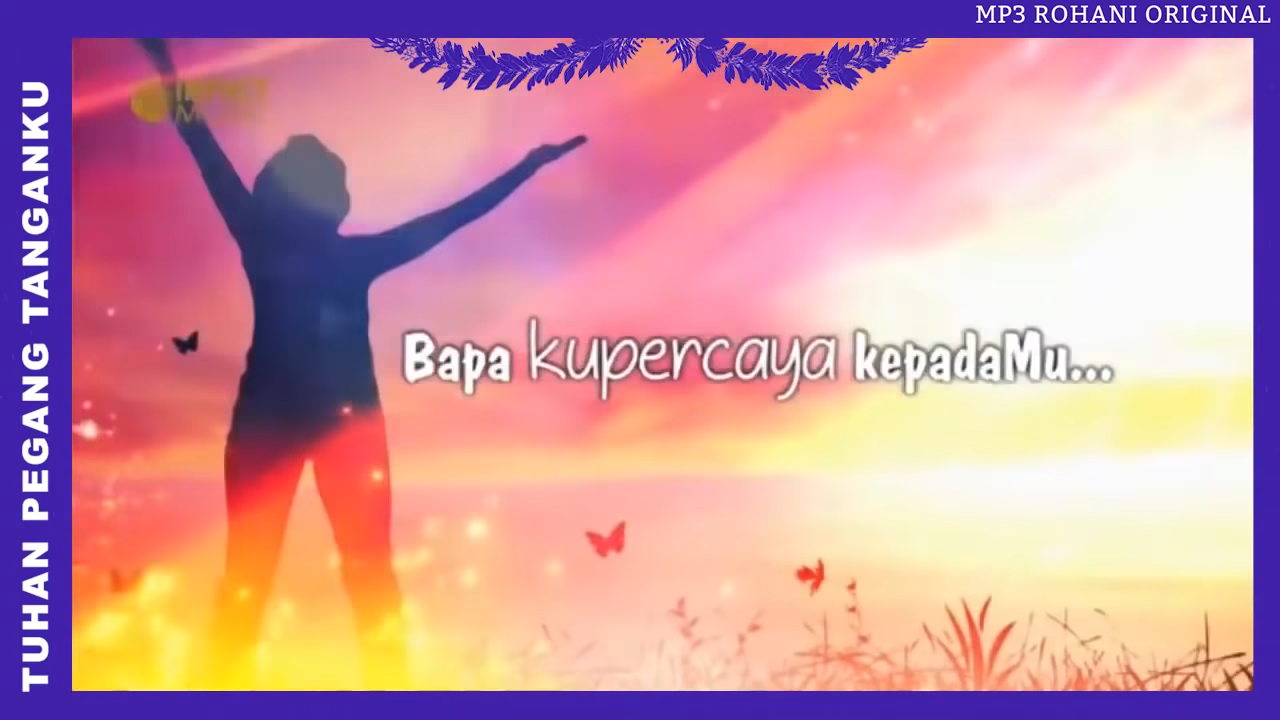 MP3 ROHANI ORIGINAL
TUHAN PEGANG TANGANKU
Bapa kupercaya kepadaMu...